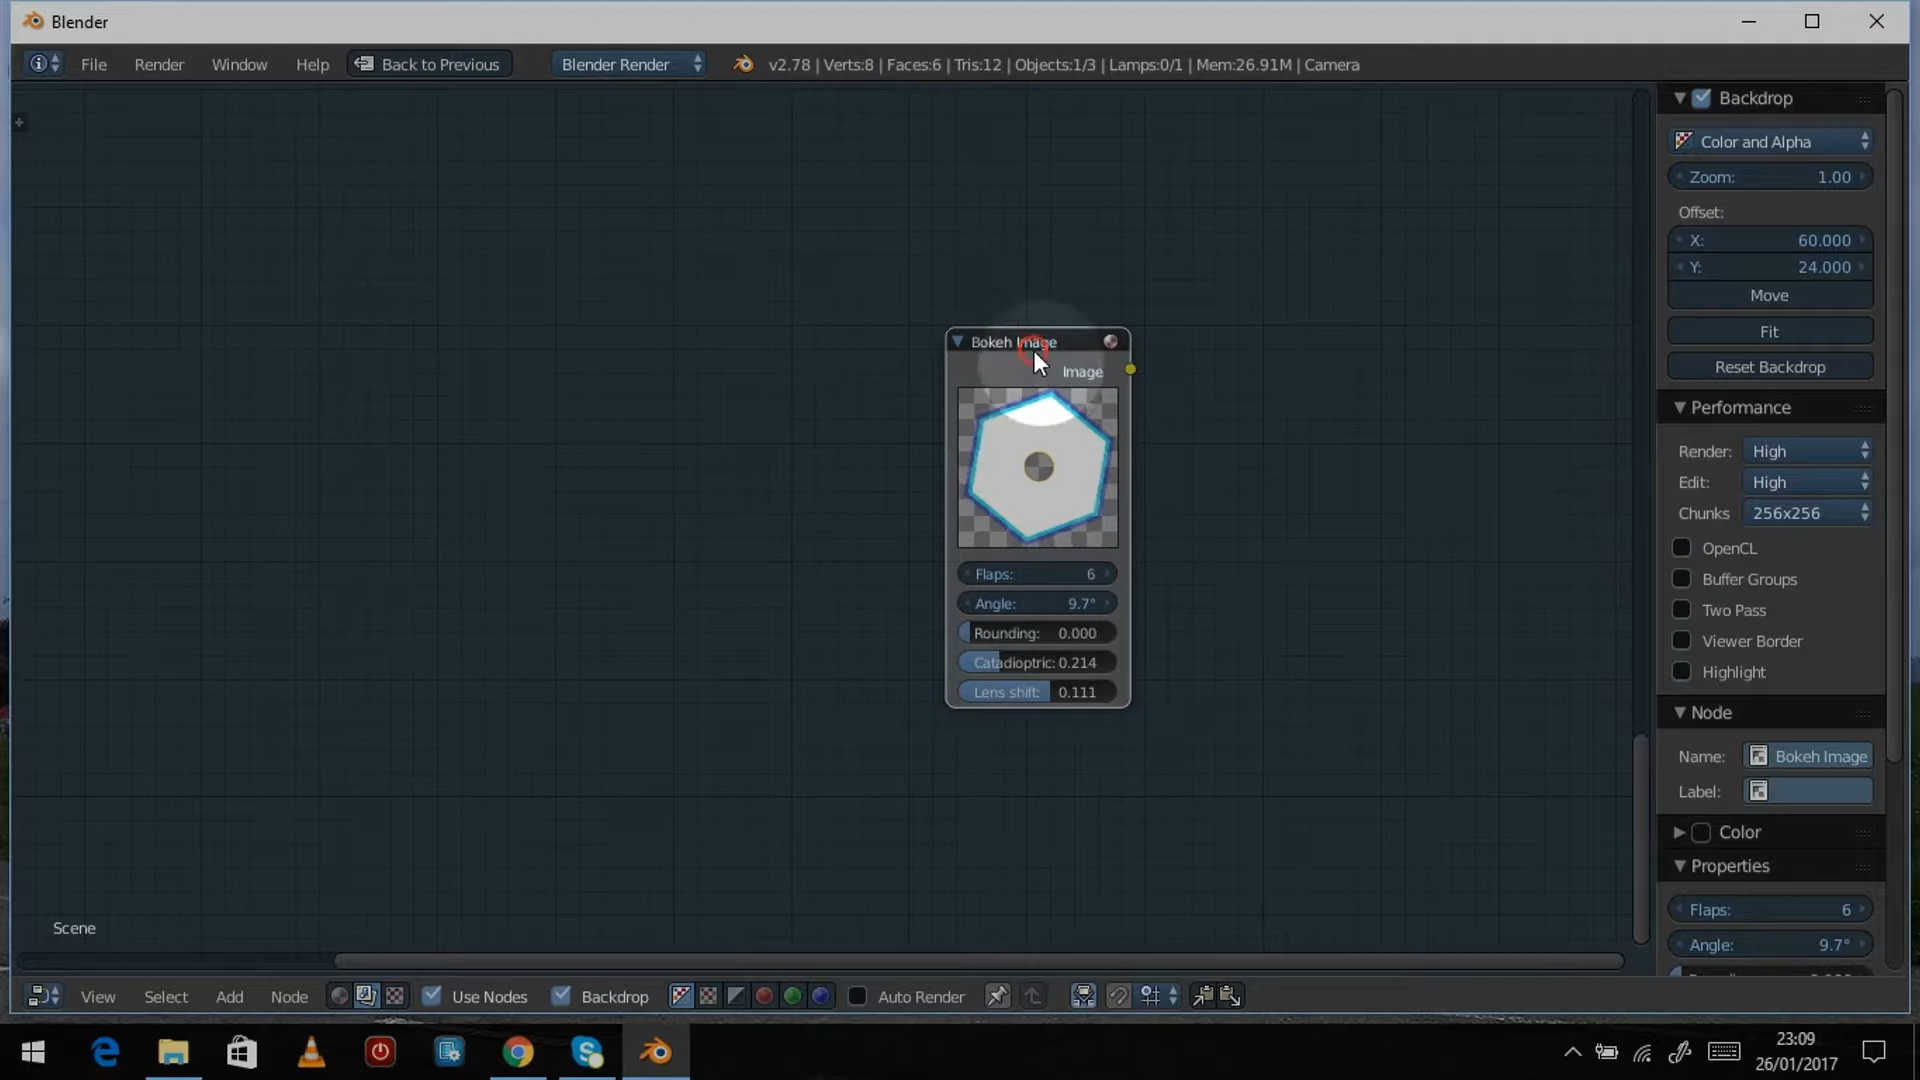 Blender
File Render Window Help Back to Previous Blender Render v2.78 | Verts:8 | Faces:6 | Tris:12 | Objects:1/3 | Lamps:0/1 | Mem:26.91M | Camera
Backdrop
Color and Alpha
Zoom: 1.00
Offset:
X: 60.000
Y: 24.000
Move
Fit
Reset Backdrop
Performance
Render: High
Edit: High
Chunks 256x256
OpenCL
Buffer Groups
Two Pass
Viewer Border
Highlight
Node
Name: Bokeh Image
Label:
Color
Properties
Flaps: 6
Angle: 9.7°
Bokeh Image
Image
Flaps: 6
Angle: 9.7°
Rounding: 0.000
Catadioptric: 0.214
Lens shift: 0.111
Scene
View Select Add Node Use Nodes Backdrop Auto Render
23:09
26/01/2017